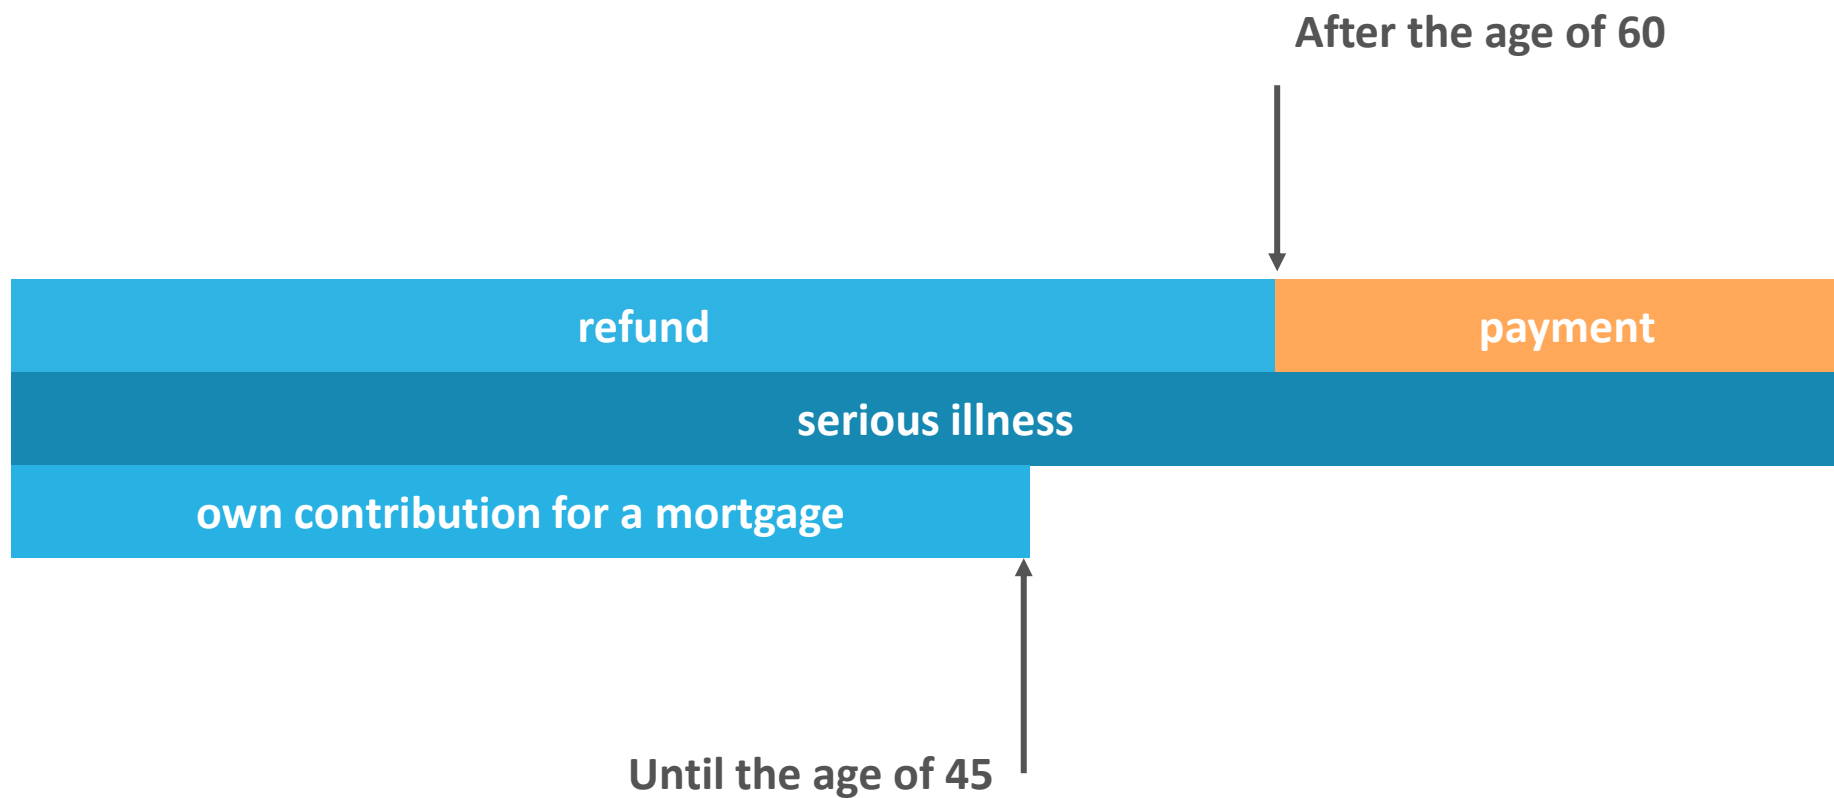 After the age of 60
refund
payment
serious illness
own contribution for a mortgage
Until the age of 45